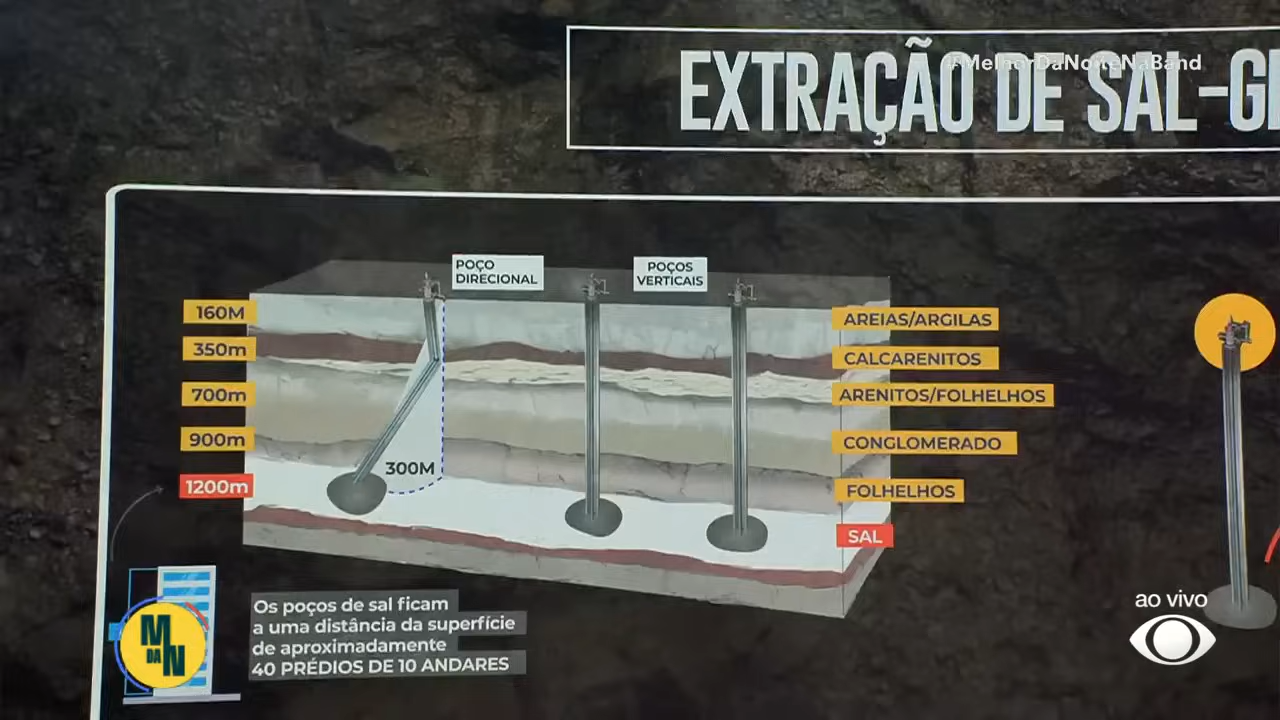 #MelhorDaNoiteNaBand
EXTRAÇÃO DE SAL-
POÇO
DIRECIONAL
POÇOS
VERTICAIS
160M
350m
700m
900m
1200m
300M
AREIAS/ARGILAS
CALCARENITOS
ARENITOS/FOLHELHOS
CONGLOMERADO
FOLHELHOS
SAL
Os poços de sal ficam
a uma distância da superfície
de aproximadamente
40 PRÉDIOS DE 10 ANDARES
M
DA
N
ao vivo